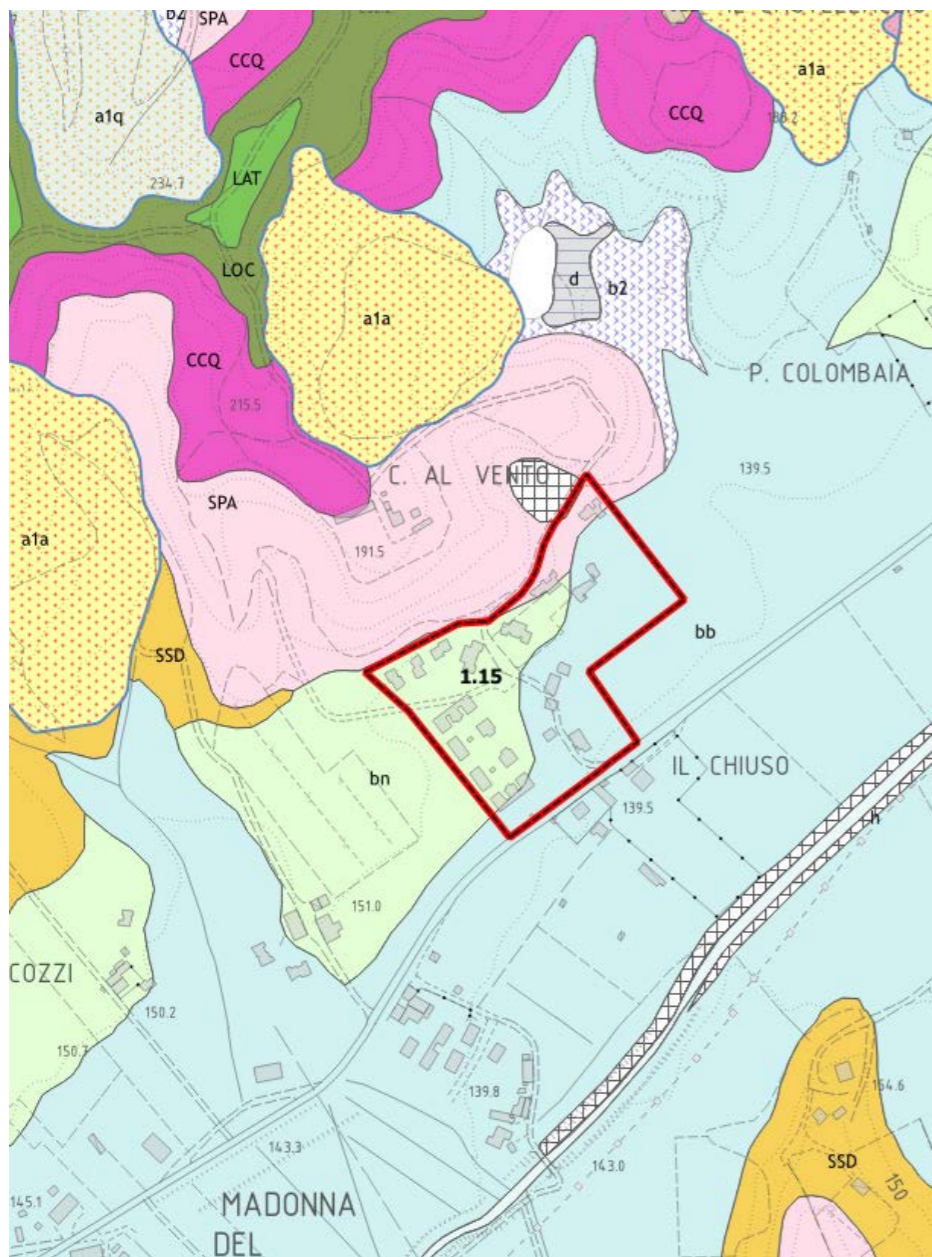 SPA
CCQ
a1a
a1q
CCQ
LAT
234.7
LOC
d
b2
a1a
CCQ
P. COLOMBAIA
215.5
C. AL VENTO
139.5
SPA
a1a
191.5
bb
SSD
1.15
IL CHIUSO
bn
139.5
h
151.0
COZZI
150.2
150.7
154.6
139.8
143.3
143.0
SSD
150
145.1
MADONNA
DEL